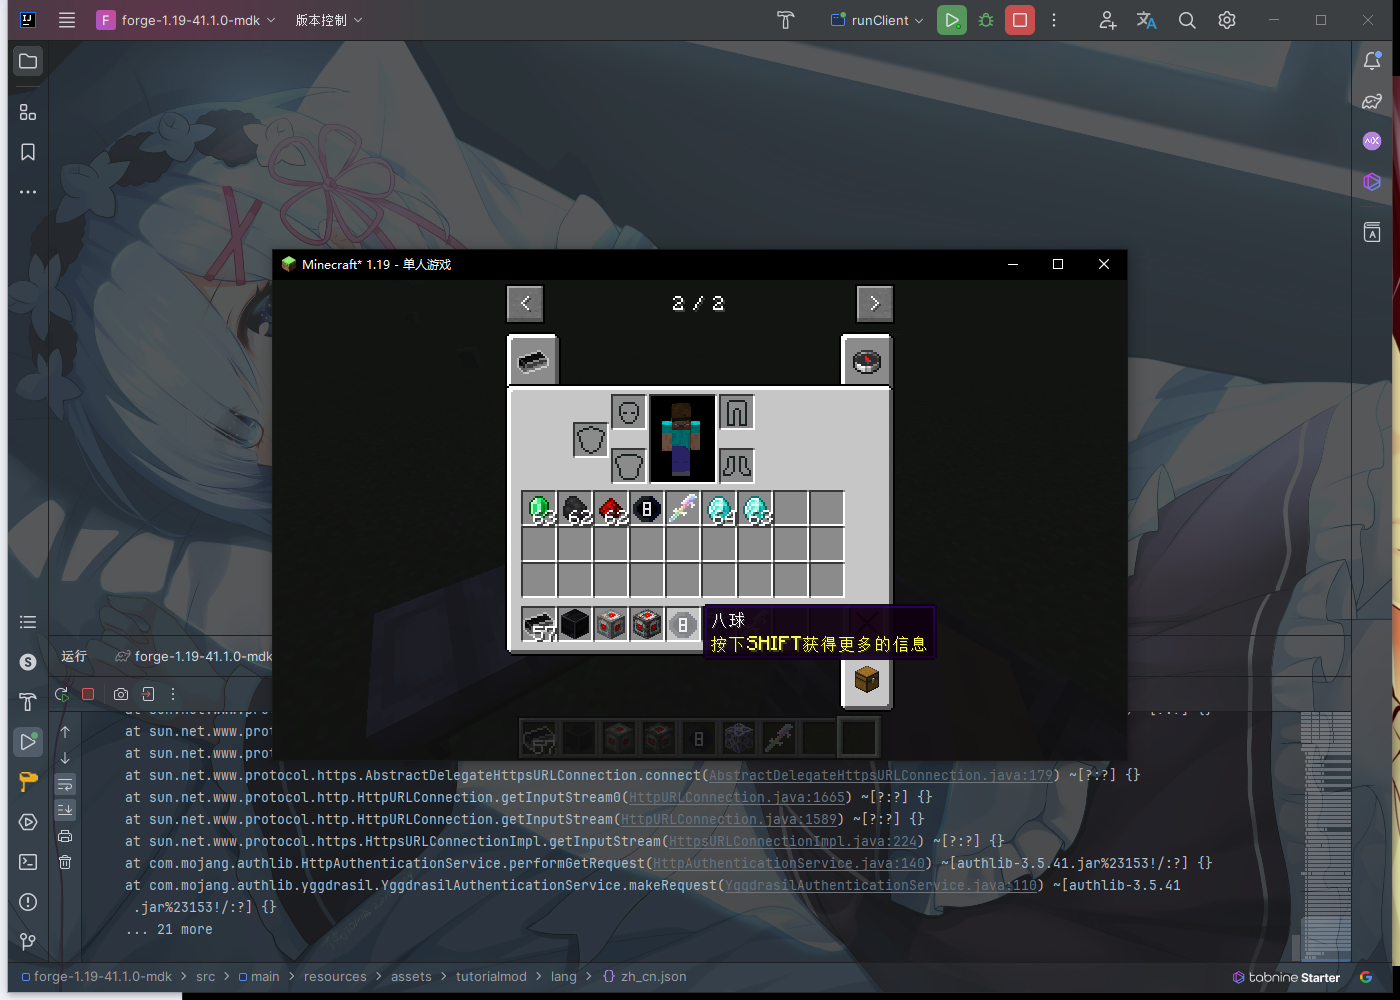 F forge-1.19-41.1.0-mdk 版本控制 runClient
Minecraft* 1.19 - 单人游戏
< 2 / 2 >
63 62 62 8 64 63
57 8
八球
按下SHIFT获得更多的信息
57 8
运行 forge-1.19-41.1.0-mdk
at sun.net.www.prot
at sun.net.www.prot
at sun.net.www.prot
at sun.net.www.protocol.https.AbstractDelegateHttpsURLConnection.connect(AbstractDelegateHttpsURLConnection.java:179) ~[?:?] {}
at sun.net.www.protocol.http.HttpURLConnection.getInputStream0(HttpURLConnection.java:1665) ~[?:?] {}
at sun.net.www.protocol.http.HttpURLConnection.getInputStream(HttpURLConnection.java:1589) ~[?:?] {}
at sun.net.www.protocol.https.HttpsURLConnectionImpl.getInputStream(HttpsURLConnectionImpl.java:224) ~[?:?] {}
at com.mojang.authlib.HttpAuthenticationService.performGetRequest(HttpAuthenticationService.java:140) ~[authlib-3.5.41.jar%23153!/:?] {}
at com.mojang.authlib.yggdrasil.YggdrasilAuthenticationService.makeRequest(YggdrasilAuthenticationService.java:110) ~[authlib-3.5.41
.jar%23153!/:?] {}
... 21 more
forge-1.19-41.1.0-mdk > src > main > resources > assets > tutorialmod > lang > {} zh_cn.json
tabnine Starter